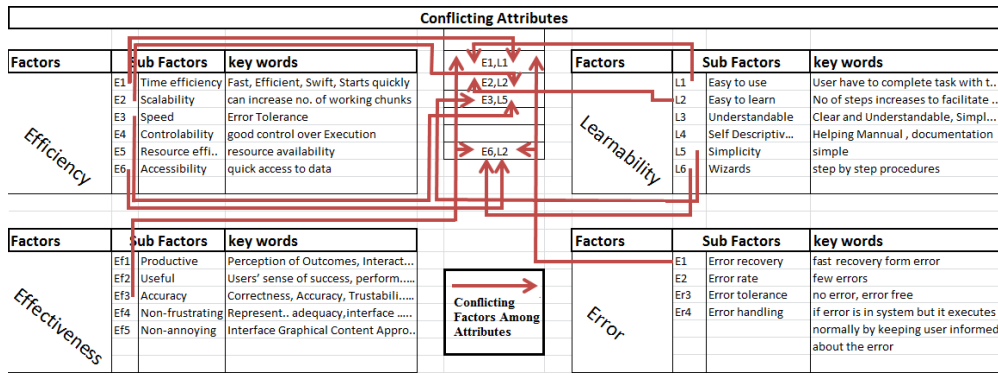 Conflicting Attributes
Factors Sub Factors key words
E1 Time efficiency Fast, Efficient, Swift, Starts quickly
E2 Scalability can increase no. of working chunks
E3 Speed Error Tolerance
E4 Controlability good control over Execution
E5 Resource effi.. resource availability
E6 Accessibility quick access to data
Efficiency
E1,L1
E2,L2
E3,L5
E6,L2
Factors Sub Factors key words
L1 Easy to use User have to complete task with t...
L2 Easy to learn No of steps increases to facilitate ..
L3 Understandable Clear and Understandable, Simpl...
L4 Self Descriptiv... Helping Mannual , documentation
L5 Simplicity simple
L6 Wizards step by step procedures
Learnability
Factors Sub Factors key words
Ef1 Productive Perception of Outcomes, Interact...
Ef2 Useful Users' sense of success, perform.....
Ef3 Accuracy Correctness, Accuracy, Trustabili.....
Ef4 Non-frustrating Represent.. adequacy,interface .....
Ef5 Non-annoying Interface Graphical Content Appro...
Effectiveness
Conflicting
Factors Among
Attributes
Factors Sub Factors key words
E1 Error recovery fast recovery form error
E2 Error rate few errors
Er3 Error tolerance no error, error free
Er4 Error handling if error is in system but it executes
normally by keeping user informed
about the error
Error